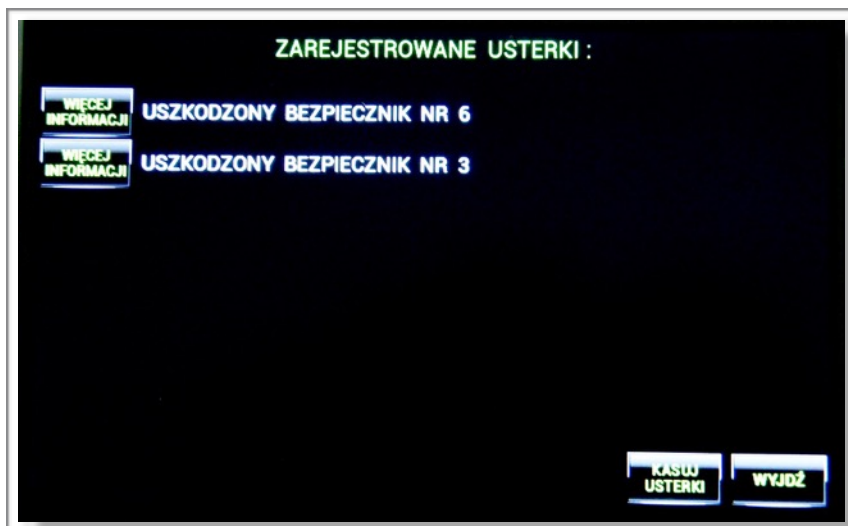 ZAREJESTROWANE USTERKI :
WIĘCEJ
INFORMACJI
USZKODZONY BEZPIECZNIK NR 6
WIĘCEJ
INFORMACJI
USZKODZONY BEZPIECZNIK NR 3
KASUJ
USTERKI
WYJDŹ